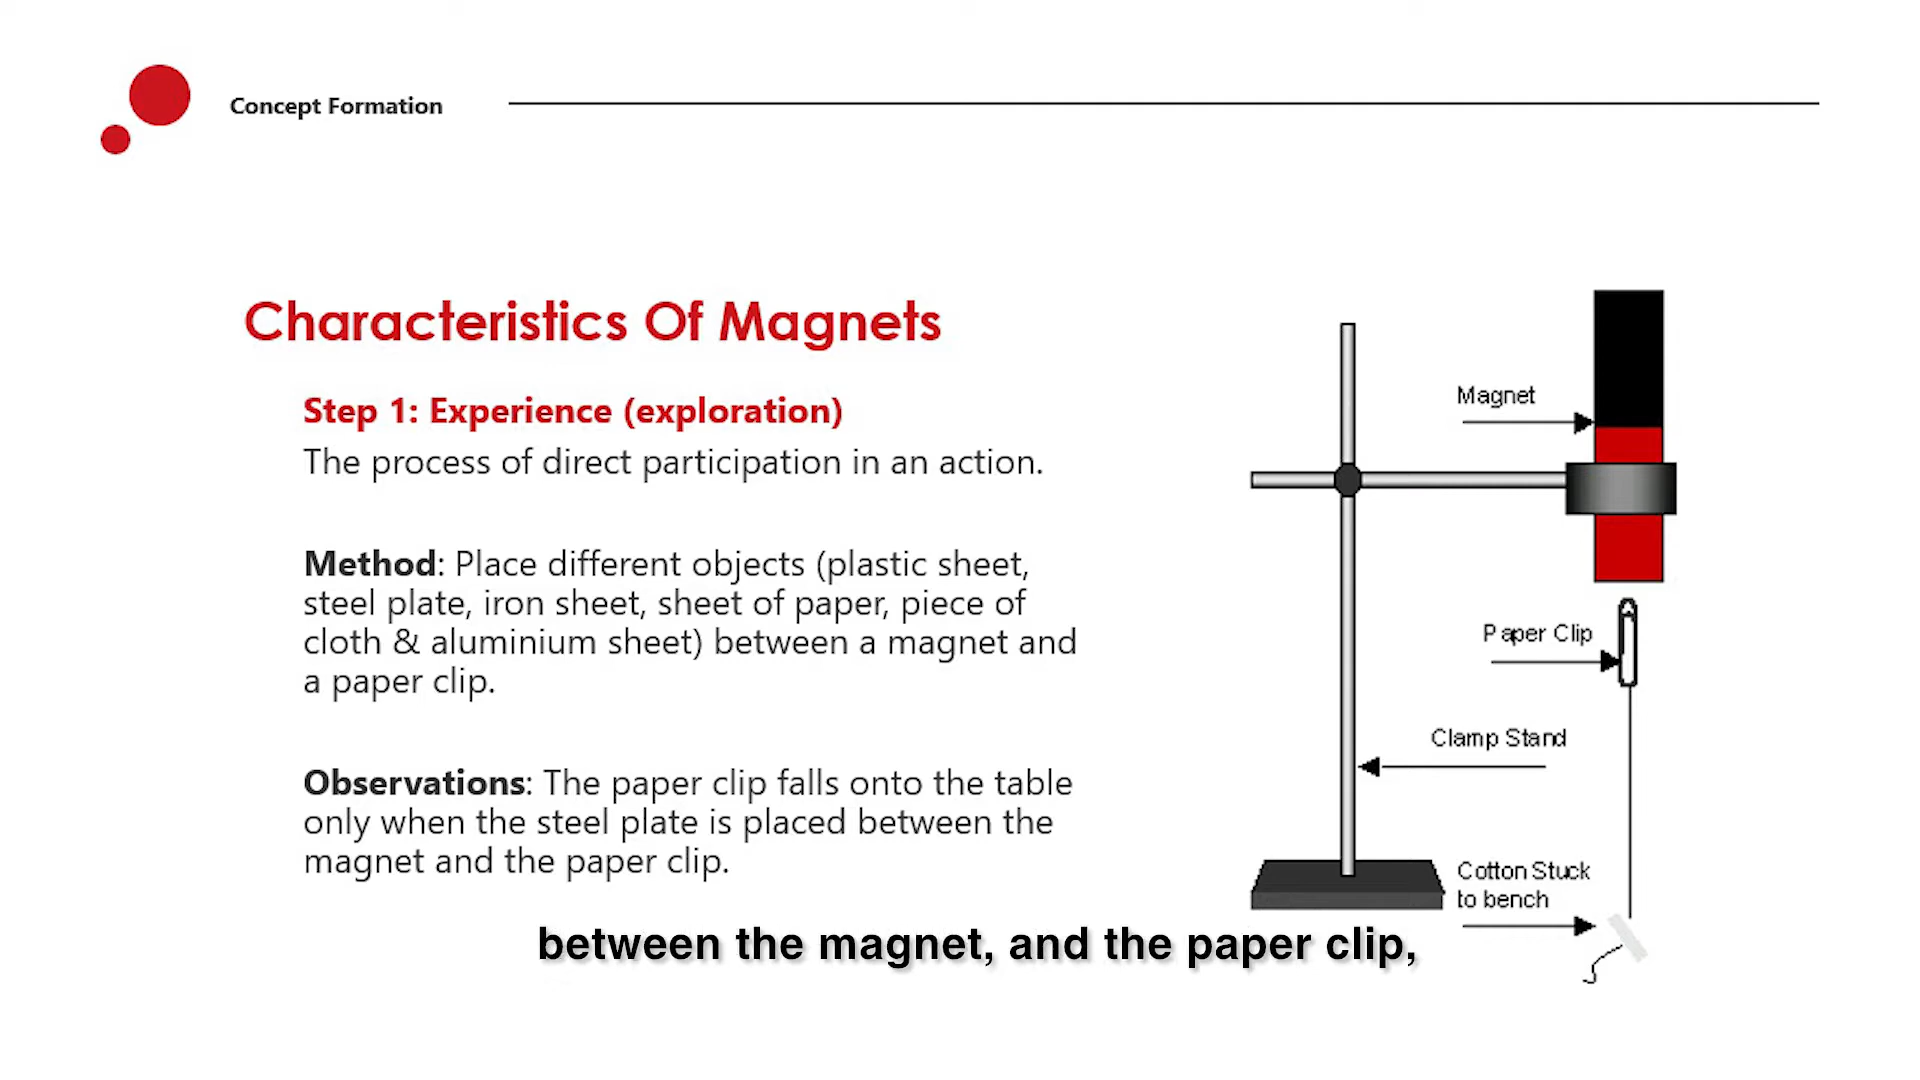 Concept Formation
Characteristics Of Magnets
Step 1: Experience (exploration)
The process of direct participation in an action.
Method: Place different objects (plastic sheet,
steel plate, iron sheet, sheet of paper, piece of
cloth & aluminium sheet) between a magnet and
a paper clip.
Observations: The paper clip falls onto the table
only when the steel plate is placed between the
magnet and the paper clip.
Magnet
Paper Clip
Clamp Stand
Cotton Stuck
to bench
between the magnet, and the paper clip,